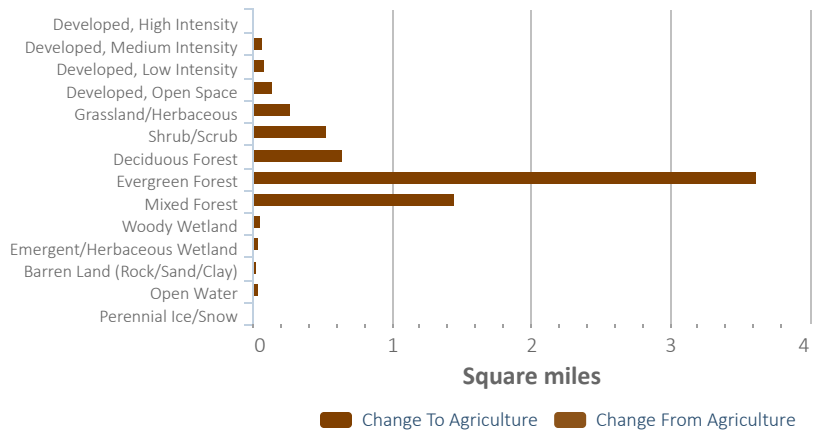 Developed, High Intensity
Developed, Medium Intensity
Developed, Low Intensity
Developed, Open Space
Grassland/Herbaceous
Shrub/Scrub
Deciduous Forest
Evergreen Forest
Mixed Forest
Woody Wetland
Emergent/Herbaceous Wetland
Barren Land (Rock/Sand/Clay)
Open Water
Perennial Ice/Snow
0 1 2 3 4
Square miles
Change To Agriculture Change From Agriculture